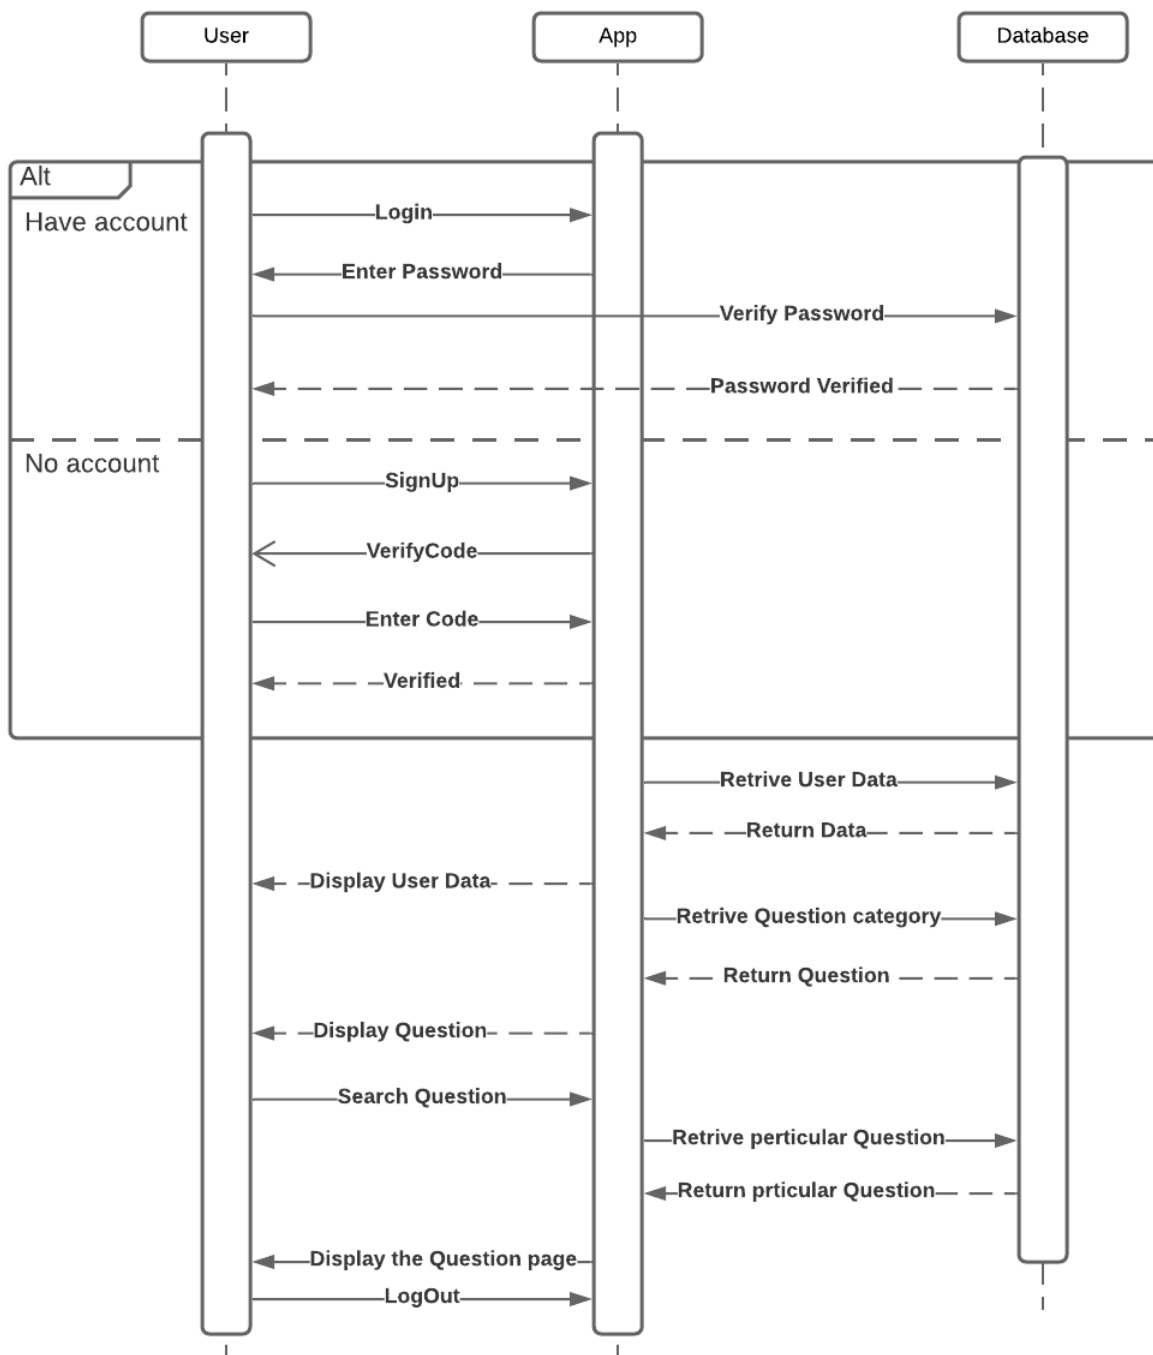 User
App
Database
Alt
Have account
Login
Enter Password
Verify Password
Password Verified
No account
SignUp
VerifyCode
Enter Code
Verified
Retrive User Data
Return Data
Display User Data
Retrive Question category
Return Question
Display Question
Search Question
Retrive perticular Question
Return prticular Question
Display the Question page
LogOut